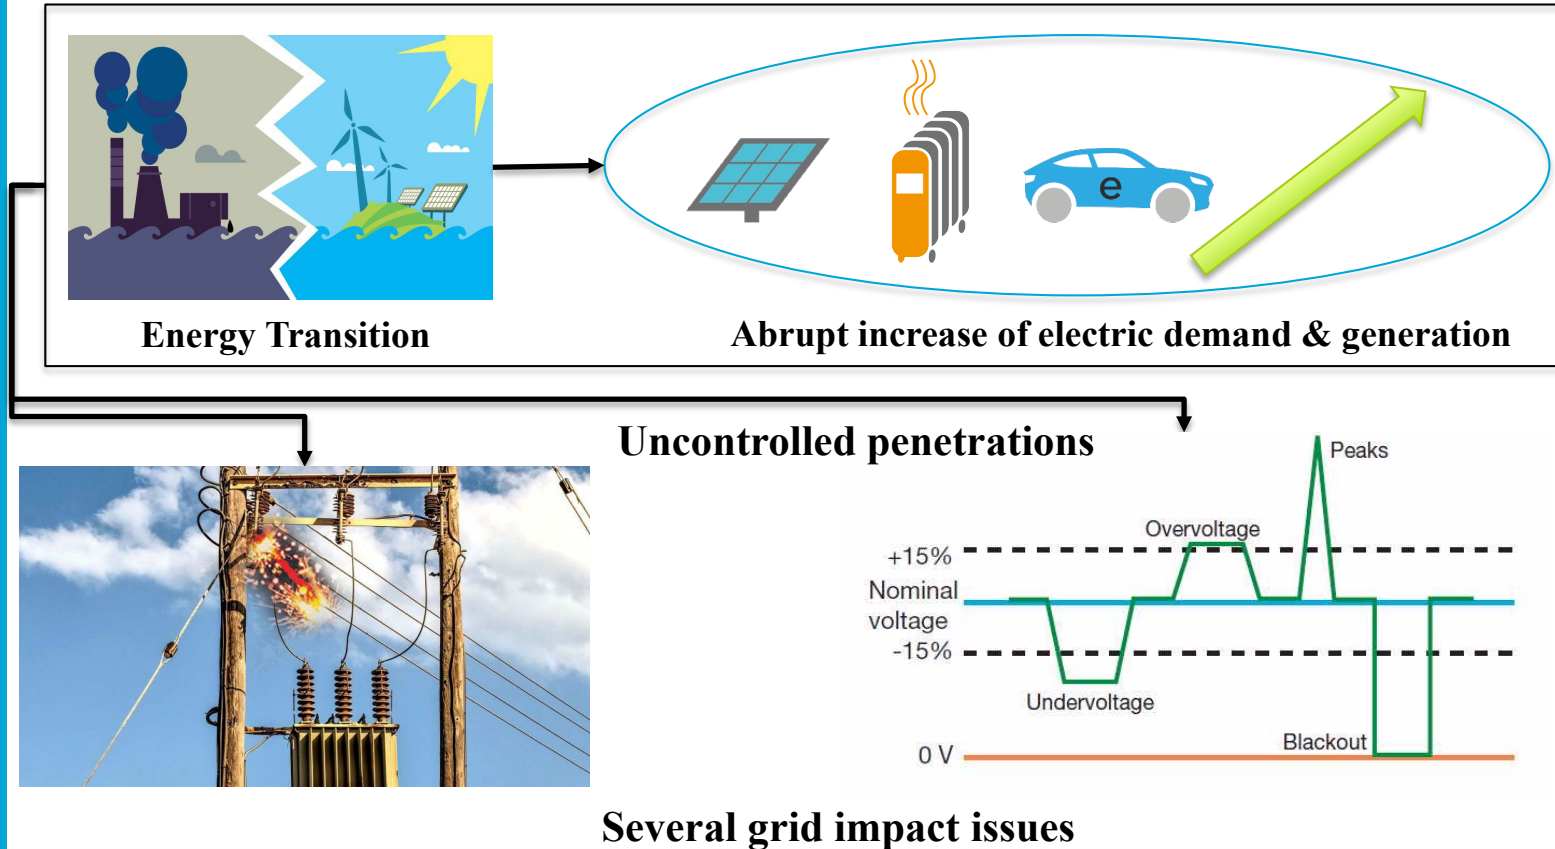 e
Energy Transition
Abrupt increase of electric demand & generation
Uncontrolled penetrations
Peaks
Overvoltage
+15%
Nominal
voltage
-15%
Undervoltage
Blackout
0 V
Several grid impact issues